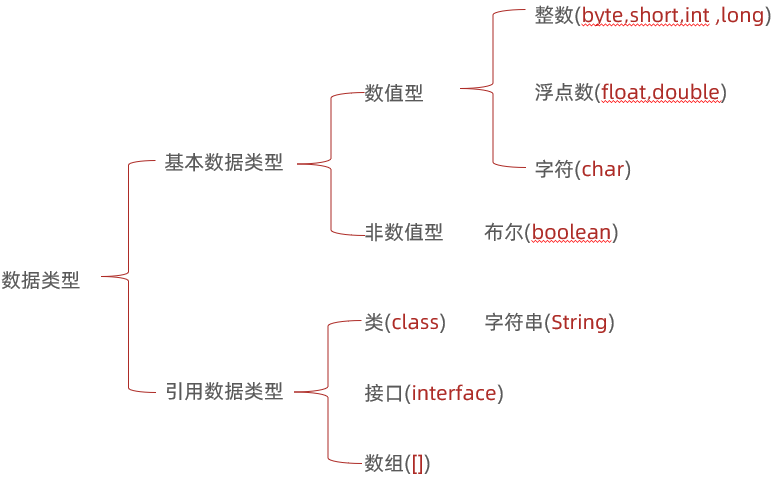 整数(byte,short,int ,long)
数值型
浮点数(float,double)
基本数据类型
字符(char)
非数值型 布尔(boolean)
数据类型
类(class) 字符串(String)
引用数据类型
接口(interface)
数组([])